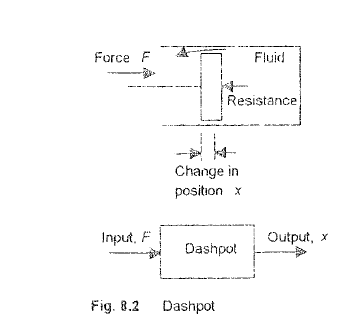 Force F
Fluid
Resistance
Change in
position x
Input, F
Dashpot
Output, x
Fig. 8.2 Dashpot